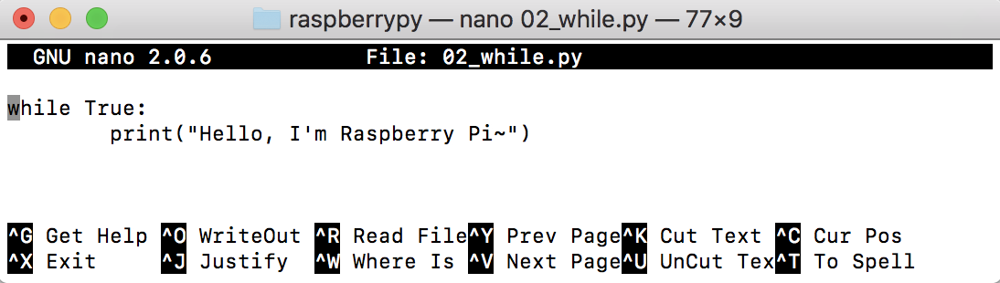 raspberrypy — nano 02_while.py — 77×9
GNU nano 2.0.6 File: 02_while.py
while True:
print("Hello, I'm Raspberry Pi~")
^G Get Help ^O WriteOut ^R Read File^Y Prev Page^K Cut Text ^C Cur Pos
^X Exit ^J Justify ^W Where Is ^V Next Page^U UnCut Tex^T To Spell